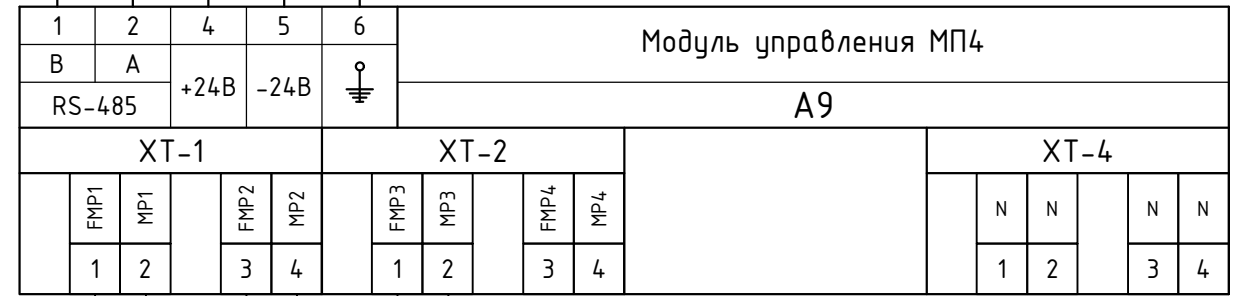 1 2 4 5 6
Модуль управления МП4
B A
+24В -24В
RS-485
A9
XT-1 XT-2 XT-4
FMP1 MP1 FMP2 MP2 FMP3 MP3 FMP4 MP4 N N N N
1 2 3 4 1 2 3 4 1 2 3 4